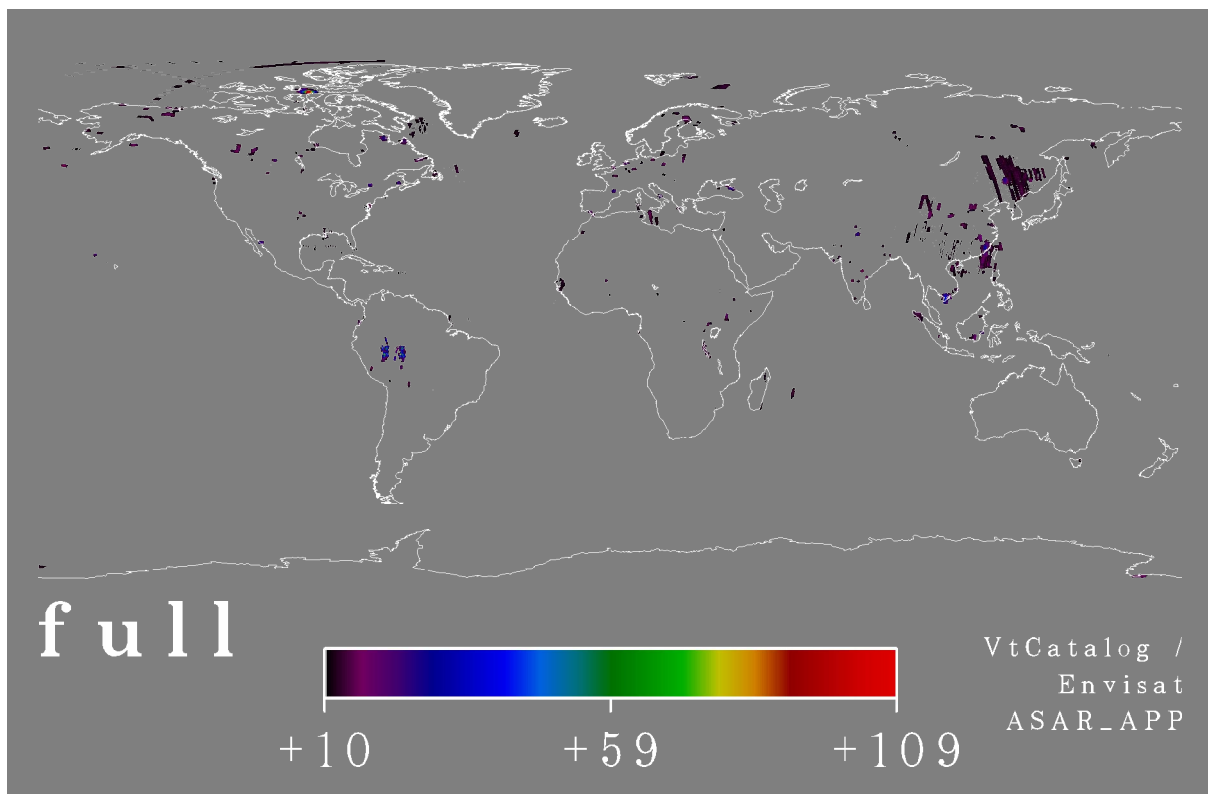 full
VtCatalog /
Envisat
ASAR_APP
+10 +59 +109